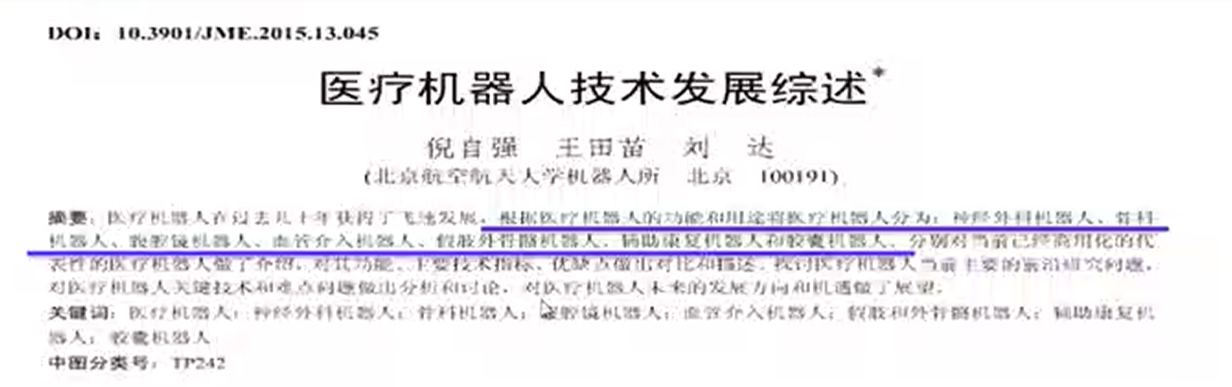 DOI：10.3901/JME.2015.13.045
医疗机器人技术发展综述*
倪自强 王田苗 刘 达
(北京航空航天大学机器人所 北京 100191)
摘要：医疗机器人在过去几十年获得了飞速发展，根据医疗机器人的功能和用途将医疗机器人分为：神经外科机器人、骨科
机器人、腹腔镜机器人、血管介入机器人、假肢外骨骼机器人、辅助康复机器人和胶囊机器人，分别对当前已经商用化的代
表性的医疗机器人做了介绍，对其功能、主要技术指标、优缺点做出对比和描述。探讨医疗机器人当前主要的前沿研究问题，
对医疗机器人关键技术和难点问题做出分析和讨论，对医疗机器人未来的发展方向和机遇做了展望。
关键词：医疗机器人；神经外科机器人；骨科机器人；腹腔镜机器人；血管介入机器人；假肢和外骨骼机器人；辅助康复机
器人；胶囊机器人
中图分类号：TP242